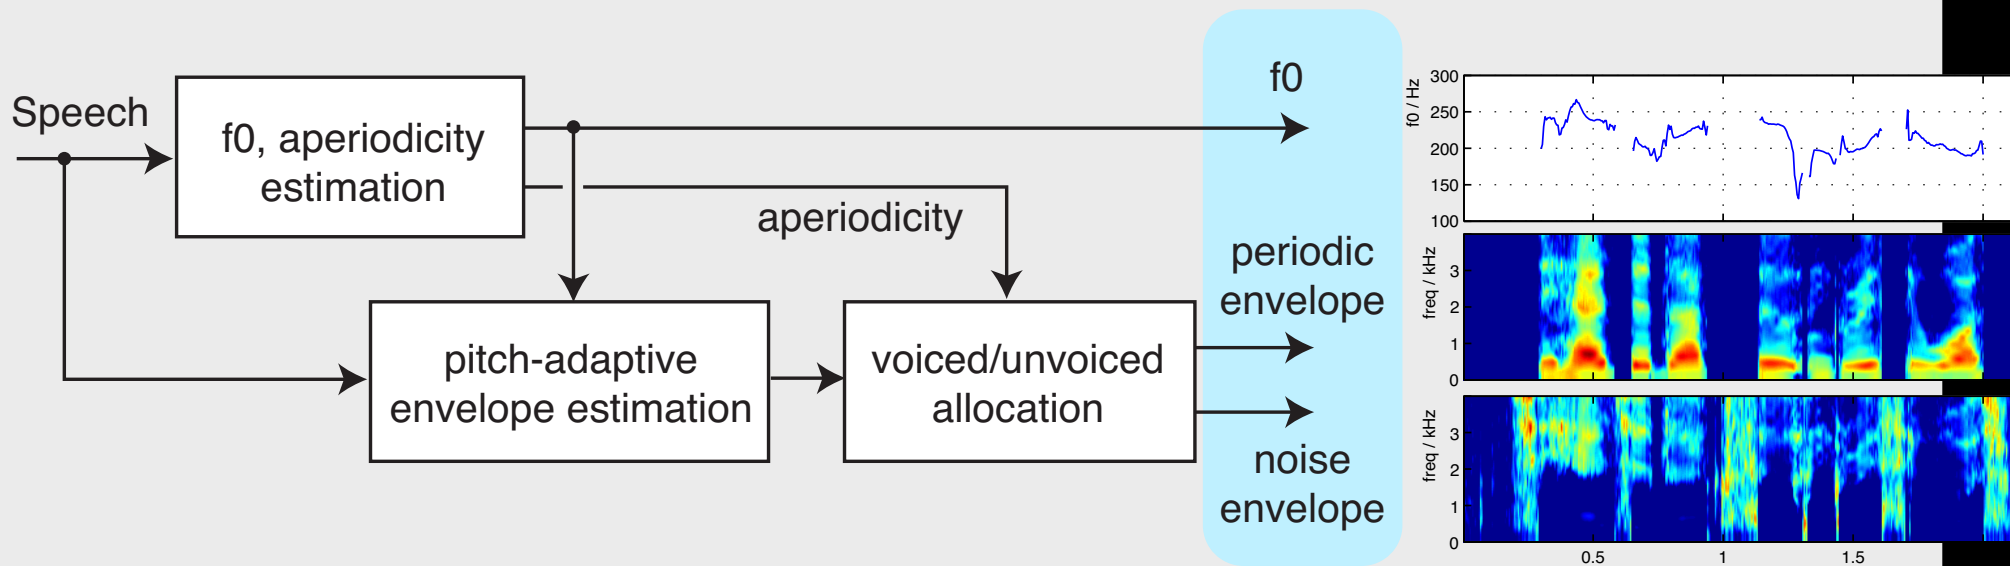 Speech
f0, aperiodicity
estimation
aperiodicity
pitch-adaptive
envelope estimation
voiced/unvoiced
allocation
f0
periodic
envelope
noise
envelope
f0 / Hz
300
250
200
150
100
freq / kHz
3
2
1
0
freq / kHz
3
2
1
0
0.5
1
1.5